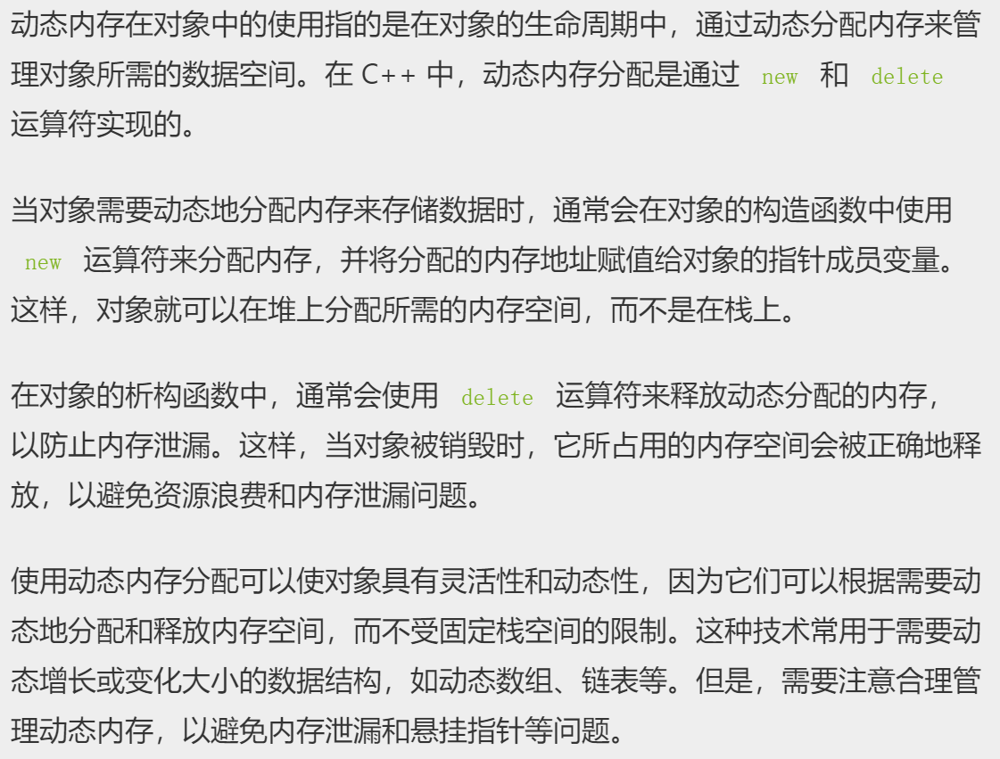 动态内存在对象中的使用指的是在对象的生命周期中，通过动态分配内存来管
理对象所需的数据空间。在 C++ 中，动态内存分配是通过 new 和 delete
运算符实现的。
当对象需要动态地分配内存来存储数据时，通常会在对象的构造函数中使用
new 运算符来分配内存，并将分配的内存地址赋值给对象的指针成员变量。
这样，对象就可以在堆上分配所需的内存空间，而不是在栈上。
在对象的析构函数中，通常会使用 delete 运算符来释放动态分配的内存，
以防止内存泄漏。这样，当对象被销毁时，它所占用的内存空间会被正确地释
放，以避免资源浪费和内存泄漏问题。
使用动态内存分配可以使对象具有灵活性和动态性，因为它们可以根据需要动
态地分配和释放内存空间，而不受固定栈空间的限制。这种技术常用于需要动
态增长或变化大小的数据结构，如动态数组、链表等。但是，需要注意合理管
理动态内存，以避免内存泄漏和悬挂指针等问题。